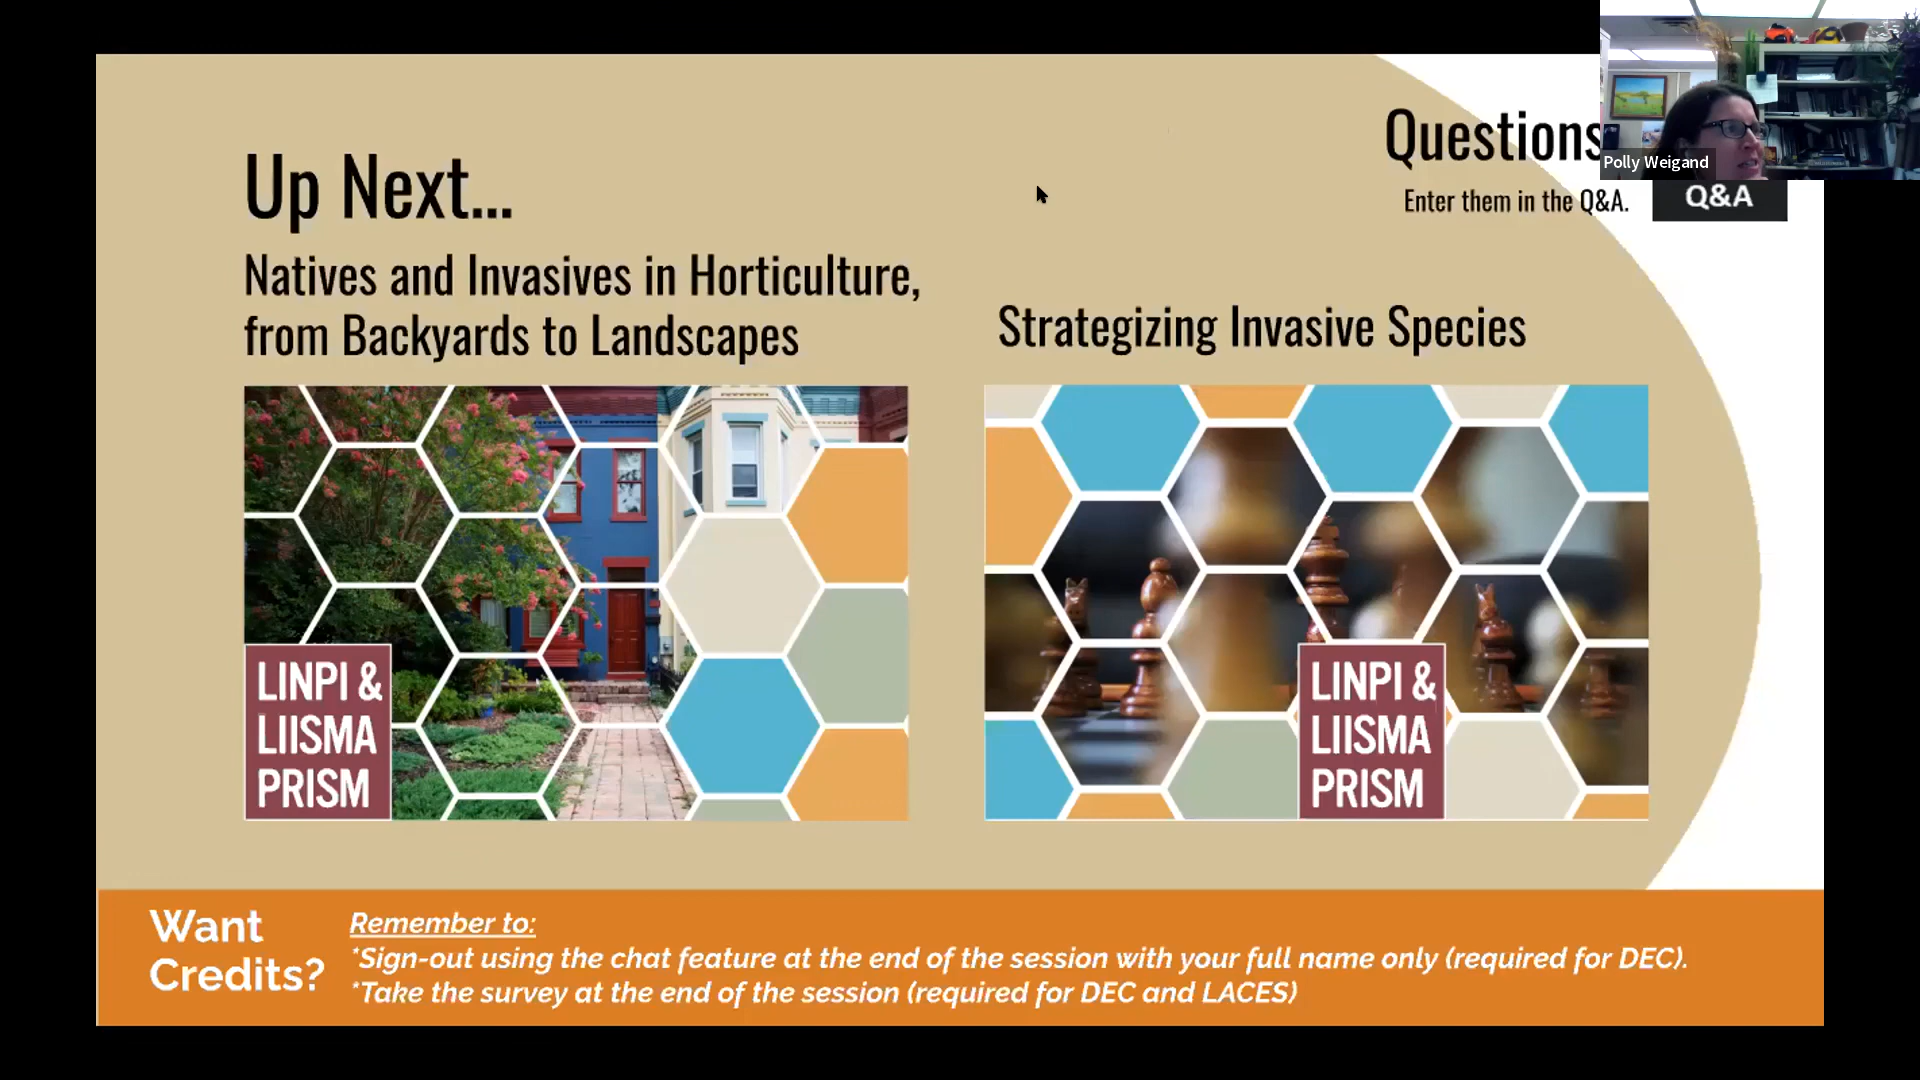 Questions
Polly Weigand
Enter them in the Q&A.
Q&A
Up Next...
Natives and Invasives in Horticulture,
from Backyards to Landscapes
Strategizing Invasive Species
LINPI &
LIISMA
PRISM
LINPI &
LIISMA
PRISM
Want
Credits?
Remember to:
*Sign-out using the chat feature at the end of the session with your full name only (required for DEC).
*Take the survey at the end of the session (required for DEC and LACES)